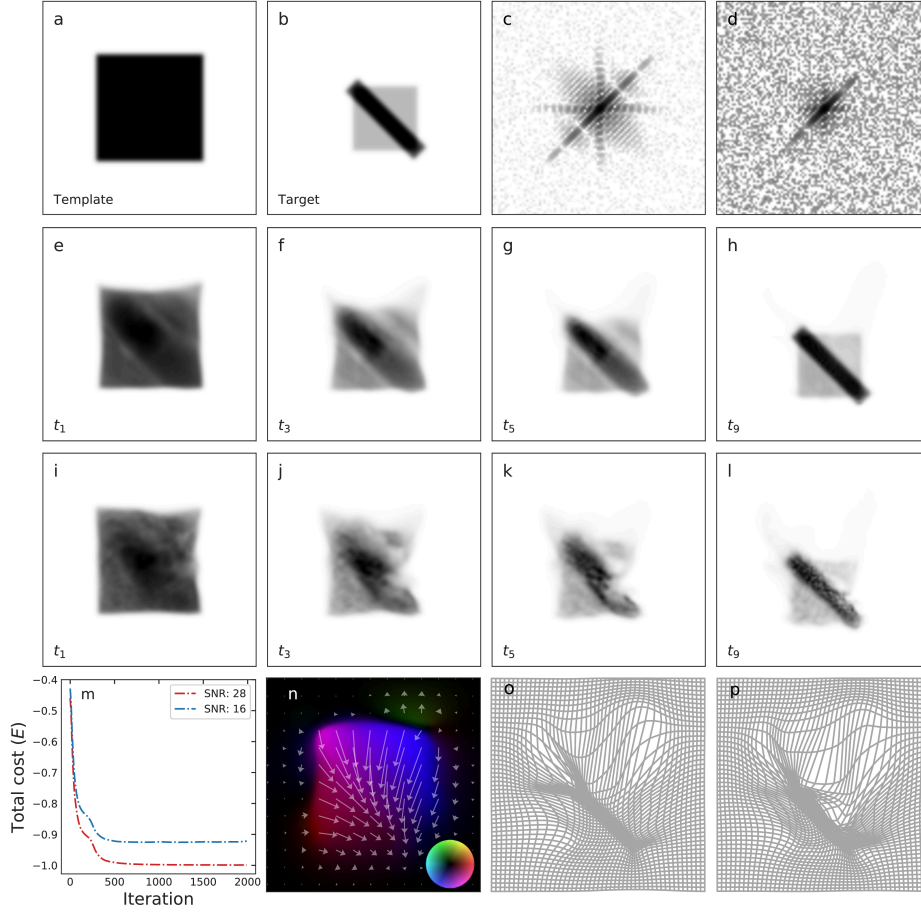 a
Template
b
Target
c
d
e
t1
f
t3
g
t5
h
t9
i
t1
j
t3
k
t5
l
t9
m
SNR: 28
SNR: 16
−0.4
−0.5
−0.6
−0.7
−0.8
−0.9
−1.0
Total cost (E)
0 500 1000 1500 2000
Iteration
n
o
p